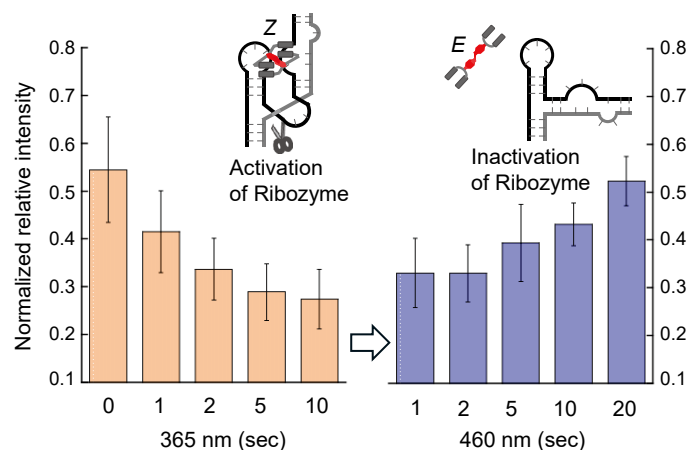 Z
E
0.8
0.7
0.6
0.5
0.4
0.3
0.2
0.1
Normalized relative intensity
Activation
of Ribozyme
0 1 2 5 10
365 nm (sec)
Inactivation
of Ribozyme
0.8
0.7
0.6
0.5
0.4
0.3
0.2
0.1
1 2 5 10 20
460 nm (sec)